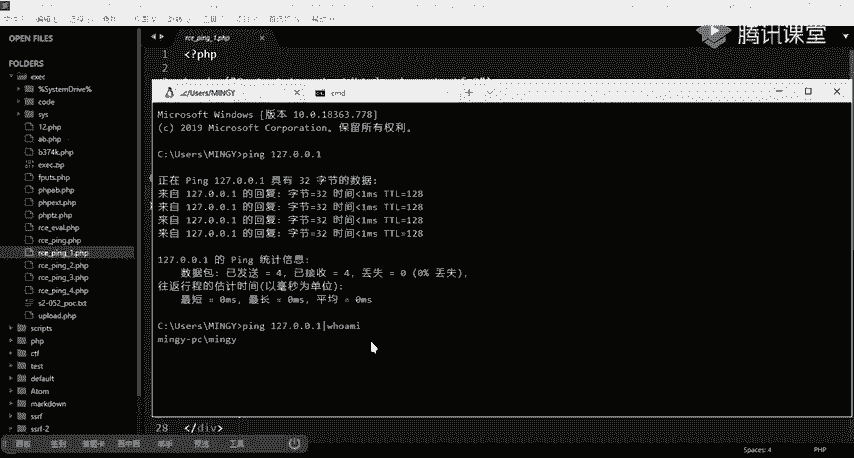 腾讯课堂
OPEN FILES
FOLDERS
exec
%SystemDrive%
code
sys
12.php
ab.php
b374k.php
exec.zip
fputs.php
phpab.php
phpext.php
phptz.php
rce_eval.php
rce_ping.php
rce_ping_1.php
rce_ping_2.php
rce_ping_3.php
rce_ping_4.php
s2-052_poc.txt
upload.php
scripts
php
ctf
test
default
Atom
markdown
ssrf
ssrf-2
rce_ping_1.php
1 <?php
2
../Users/MINGY
cmd
Microsoft Windows [版本 10.0.18363.778]
(c) 2019 Microsoft Corporation。保留所有权利。
C:\Users\MINGY>ping 127.0.0.1
正在 Ping 127.0.0.1 具有 32 字节的数据:
来自 127.0.0.1 的回复: 字节=32 时间<1ms TTL=128
来自 127.0.0.1 的回复: 字节=32 时间<1ms TTL=128
来自 127.0.0.1 的回复: 字节=32 时间<1ms TTL=128
来自 127.0.0.1 的回复: 字节=32 时间<1ms TTL=128
127.0.0.1 的 Ping 统计信息:
数据包: 已发送 = 4，已接收 = 4，丢失 = 0 (0% 丢失)，
往返行程的估计时间(以毫秒为单位):
最短 = 0ms，最长 = 0ms，平均 = 0ms
C:\Users\MINGY>ping 127.0.0.1|whoami
mingy-pc\mingy
28 </div>
Spaces: 4
PHP